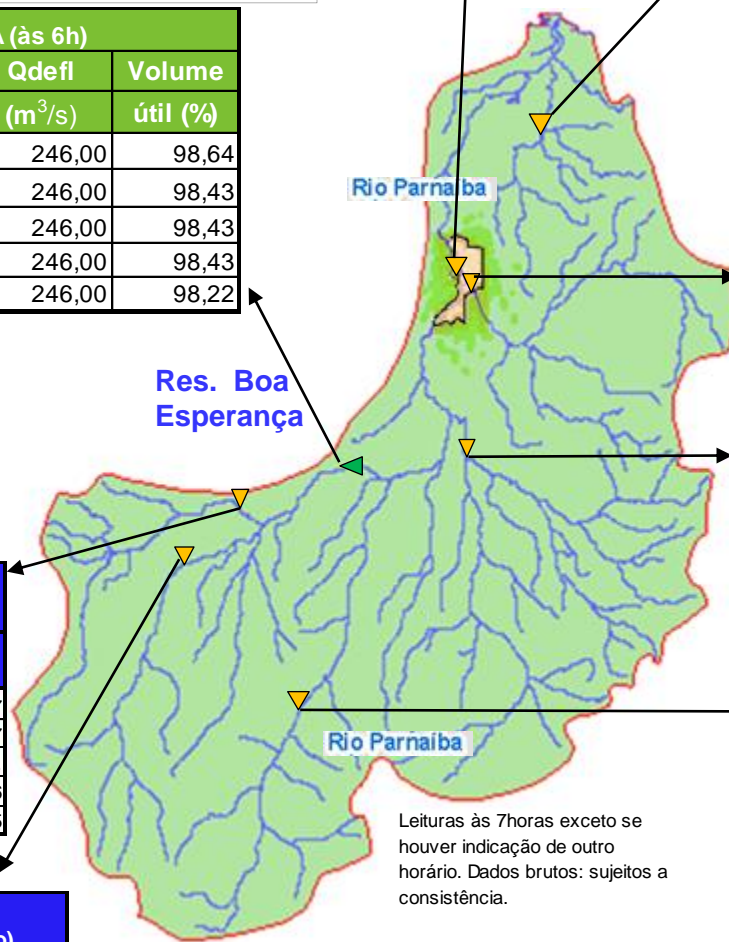 (às 6h)
Qdefl Volume
(m³/s) útil (%)
246,00 98,64
246,00 98,43
246,00 98,43
246,00 98,43
246,00 98,22
Rio Parnaíba
Res. Boa
Esperança
Rio Parnaíba
Leituras às 7horas exceto se
houver indicação de outro
horário. Dados brutos: sujeitos a
consistência.